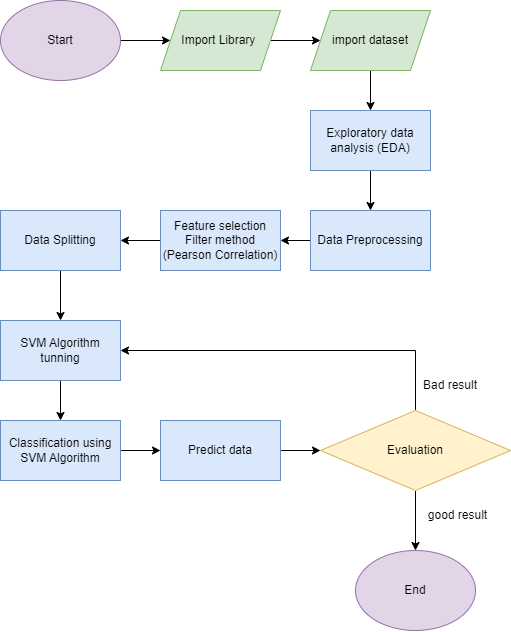 Start
Import Library
import dataset
Exploratory data
analysis (EDA)
Data Preprocessing
Feature selection
Filter method
(Pearson Correlation)
Data Splitting
SVM Algorithm
tunning
Classification using
SVM Algorithm
Predict data
Evaluation
Bad result
good result
End